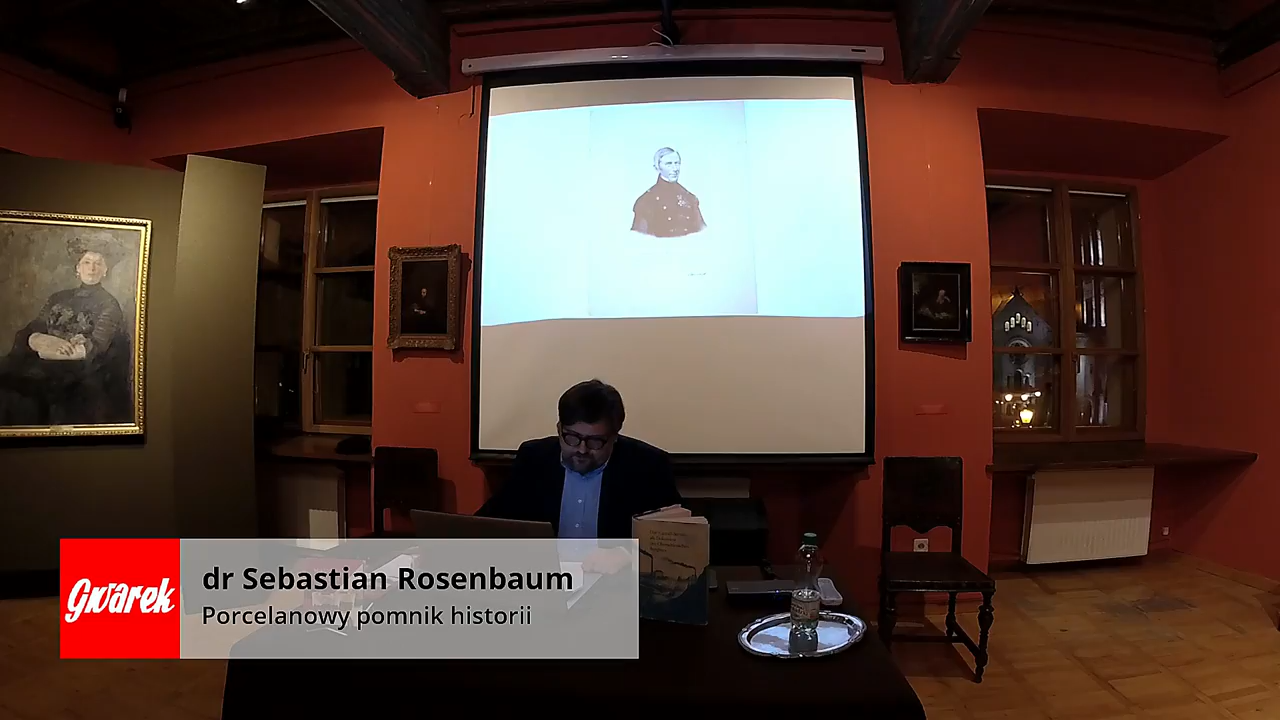 Gwarek
dr Sebastian Rosenbaum
Porcelanowy pomnik historii